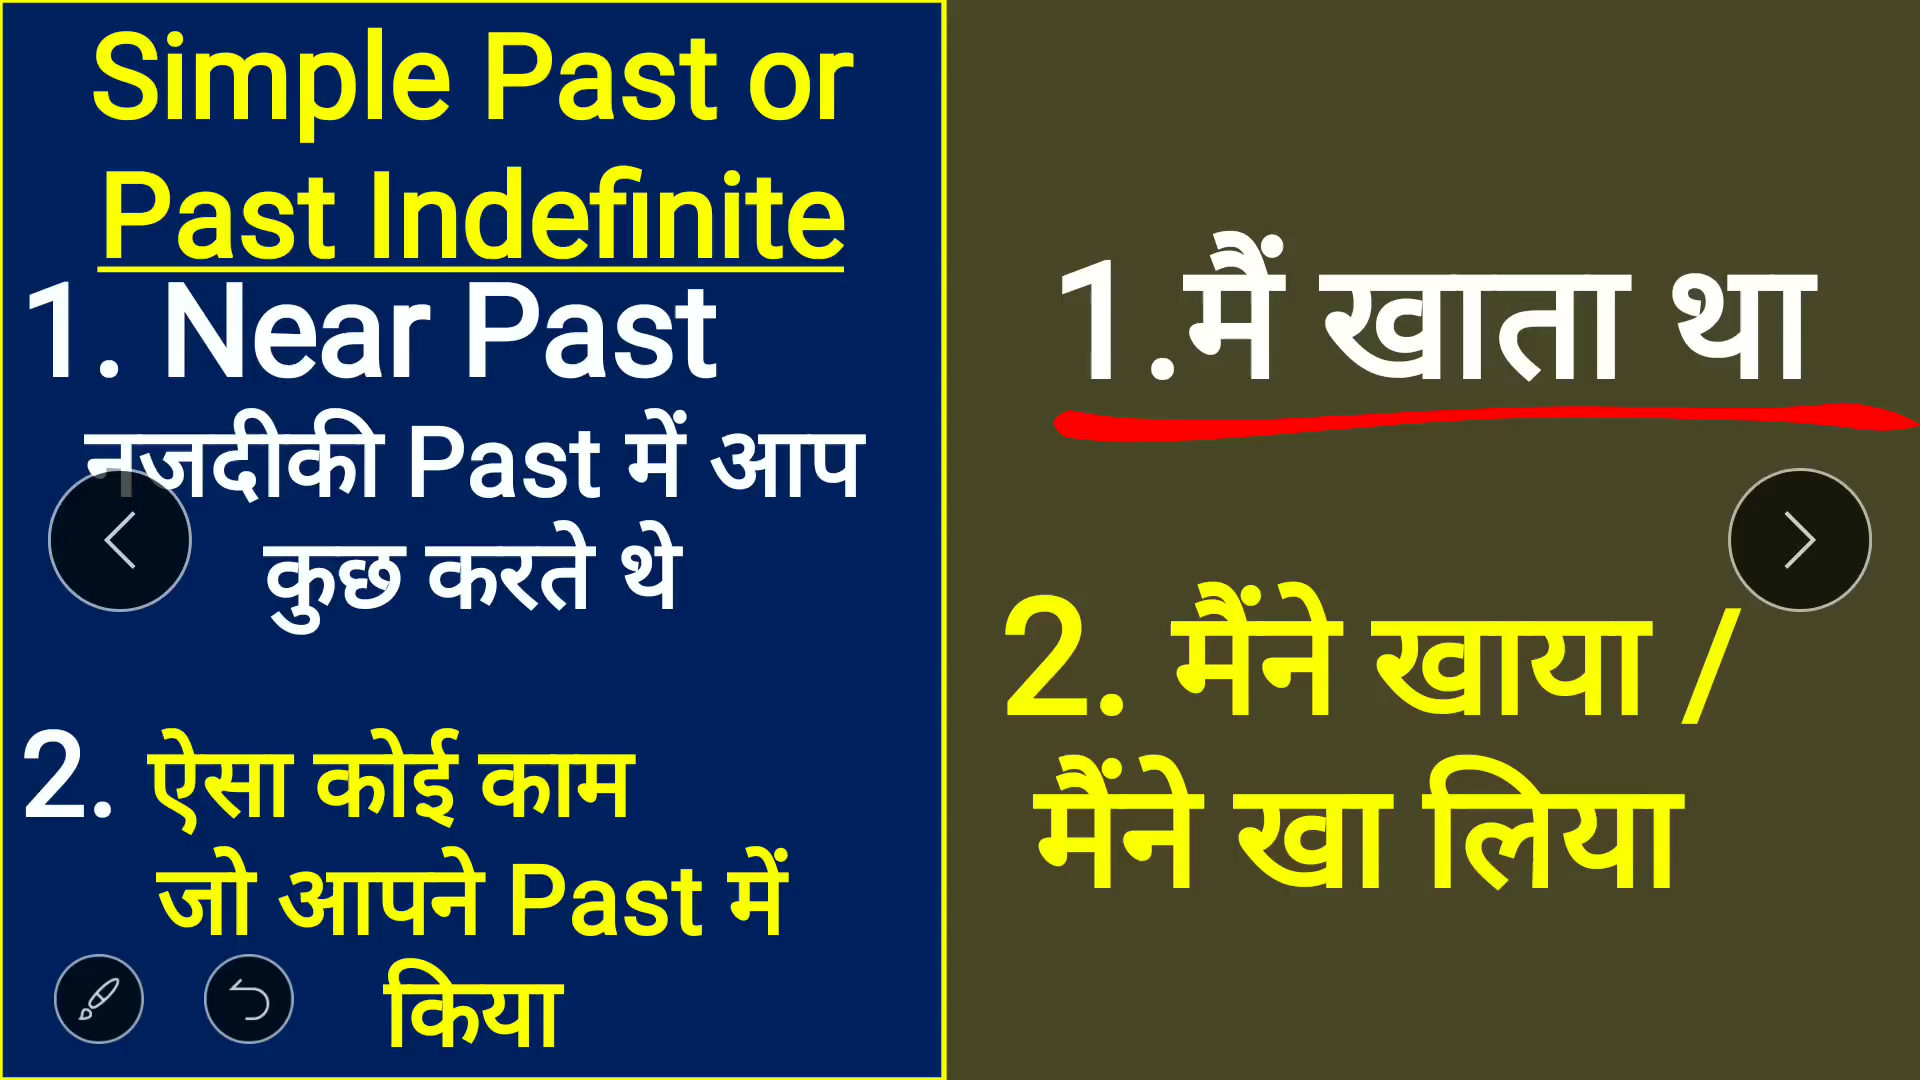 Simple Past or
Past Indefinite
1. Near Past
नजदीकी Past में आप
कुछ करते थे
2. ऐसा कोई काम
जो आपने Past में
किया
1.मैं खाता था
2. मैंने खाया /
मैंने खा लिया